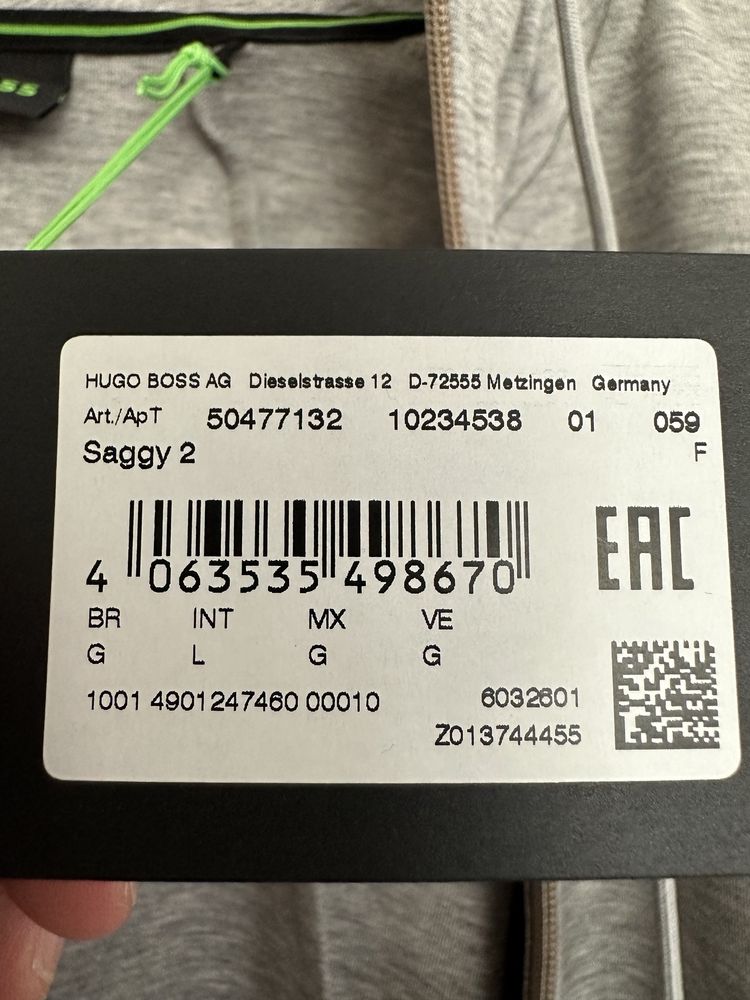 ss
HUGO BOSS AG Dieselstrasse 12 D-72555 Metzingen Germany
Art./ApT 50477132 10234538 01 059
Saggy 2 F
4 063535 498670
EAC
BR INT MX VE
G L G G
1001 4901247460 00010 6032601
Z013744455